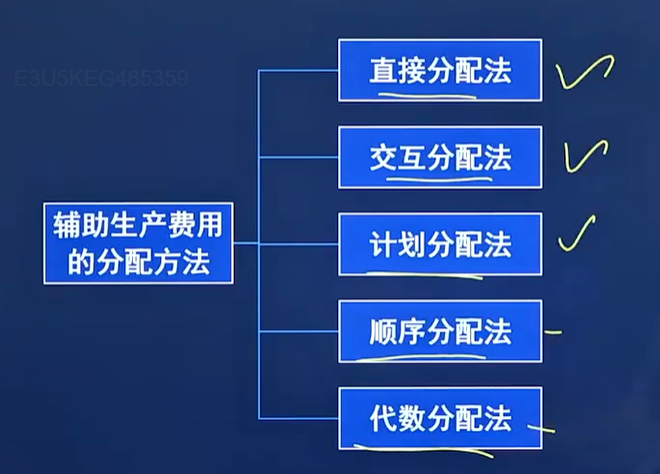 E3U5KEG485359
直接分配法
交互分配法
辅助生产费用
的分配方法
计划分配法
顺序分配法
代数分配法